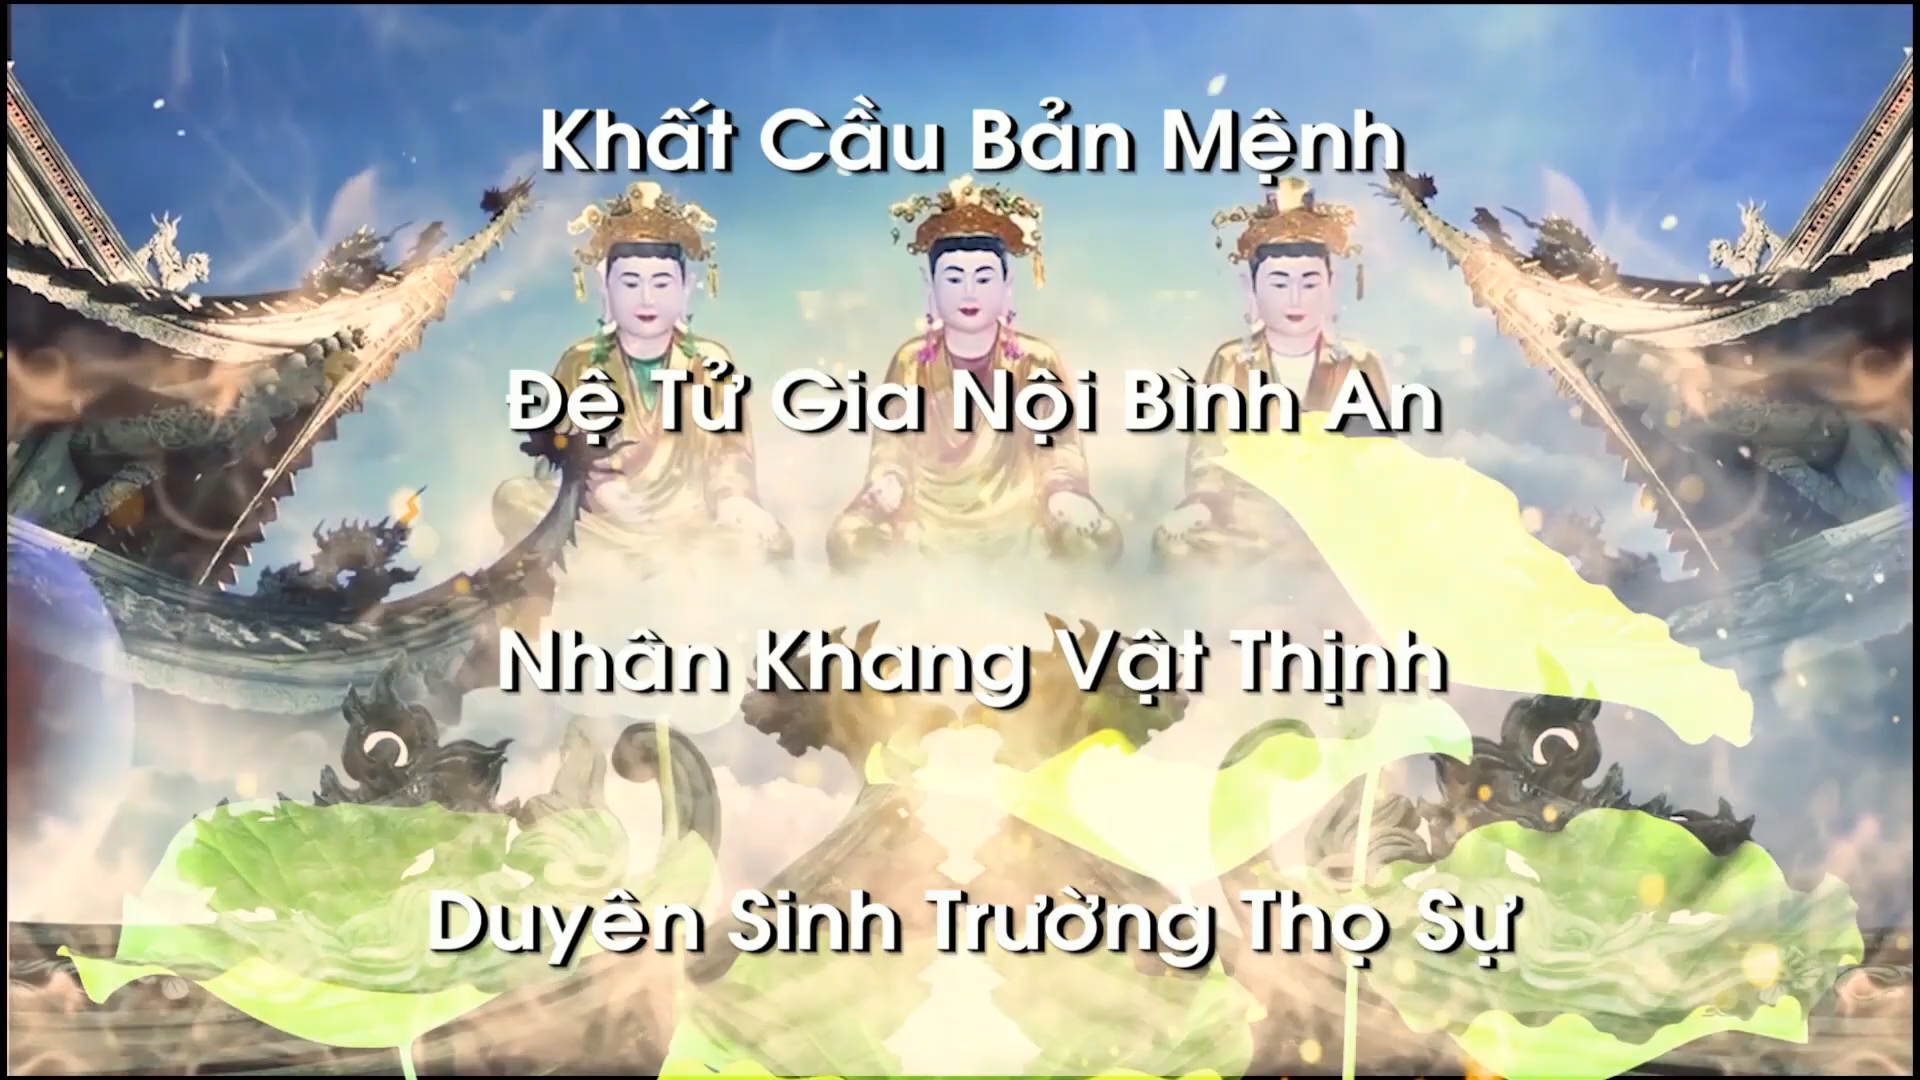 Khất Cầu Bản Mệnh
Đệ Tử Gia Nội Bình An
Nhân Khang Vật Thịnh
Duyên Sinh Trường Thọ Sự